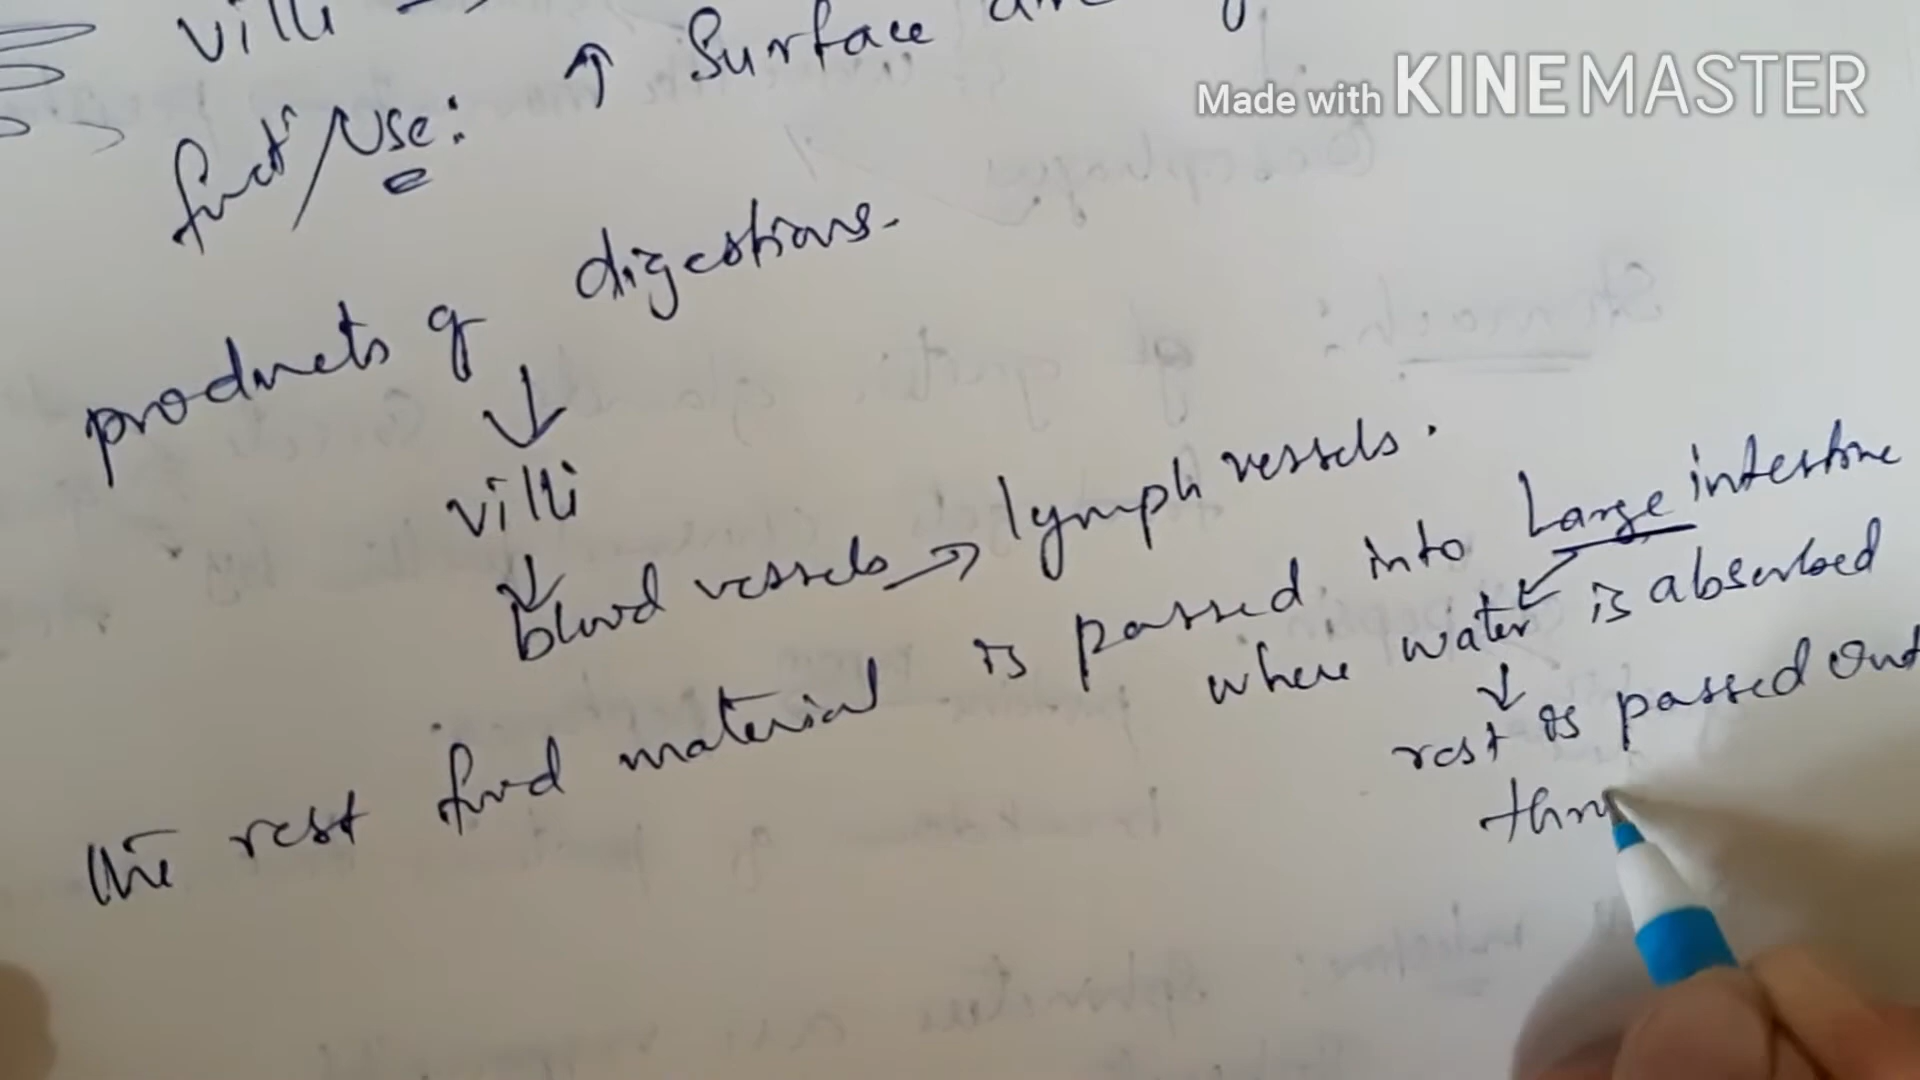 villi →
funct^n/Use: ↑ Surface
Made with KINEMASTER
products of digestions.
↓
villi
↓
blood vessels → lymph vessels.
the rest food material is passed into Large intestine
where water is absorbed
↓
rest is passed out
thro